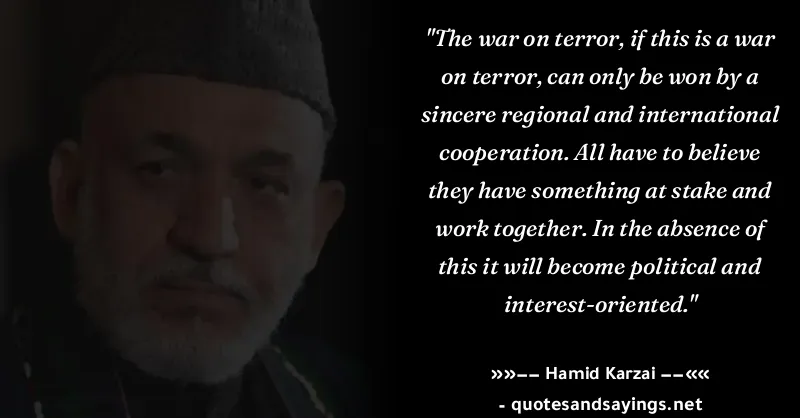 "The war on terror, if this is a war
on terror, can only be won by a
sincere regional and international
cooperation. All have to believe
they have something at stake and
work together. In the absence of
this it will become political and
interest-oriented."
»»–– Hamid Karzai ––««
- quotesandsayings.net